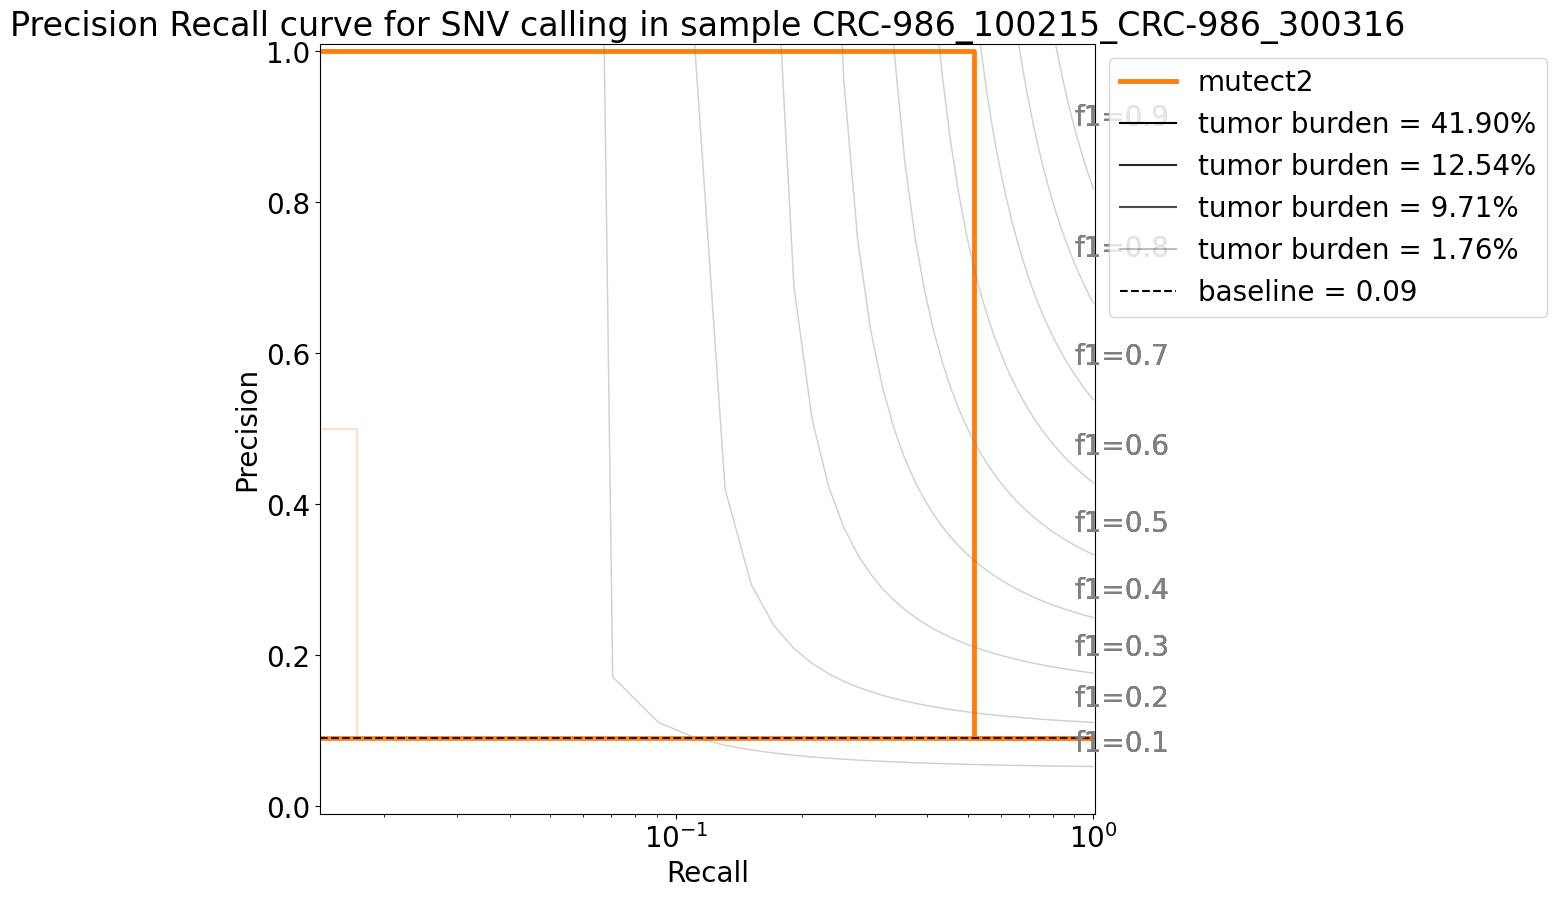 Precision Recall curve for SNV calling in sample CRC-986_100215_CRC-986_300316
mutect2
tumor burden = 41.90%
tumor burden = 12.54%
tumor burden = 9.71%
tumor burden = 1.76%
baseline = 0.09
f1=0.9
f1=0.8
f1=0.7
f1=0.6
f1=0.5
f1=0.4
f1=0.3
f1=0.2
f1=0.1
1.0
0.8
0.6
0.4
0.2
0.0
Precision
10⁻¹
10⁰
Recall